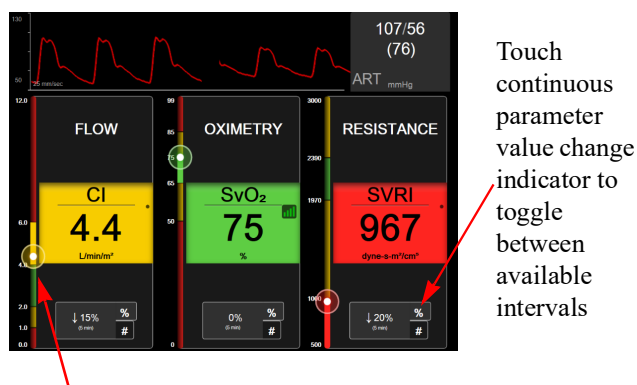 130
50
25 mm/sec
107/56
(76)
ART mmHg
Touch
continuous
parameter
value change
indicator to
toggle
between
available
intervals
12.0
6.0
4.0
2.0
1.0
0.0
FLOW
CI
4.4
L/min/m²
↓ 15%
(5 min)
%
#
99
85
75
65
50
0
OXIMETRY
SvO₂
75
%
0%
(5 min)
%
#
3000
2390
1970
1000
500
RESISTANCE
SVRI
967
dyne-s-m²/cm⁵
↓ 20%
(5 min)
%
#